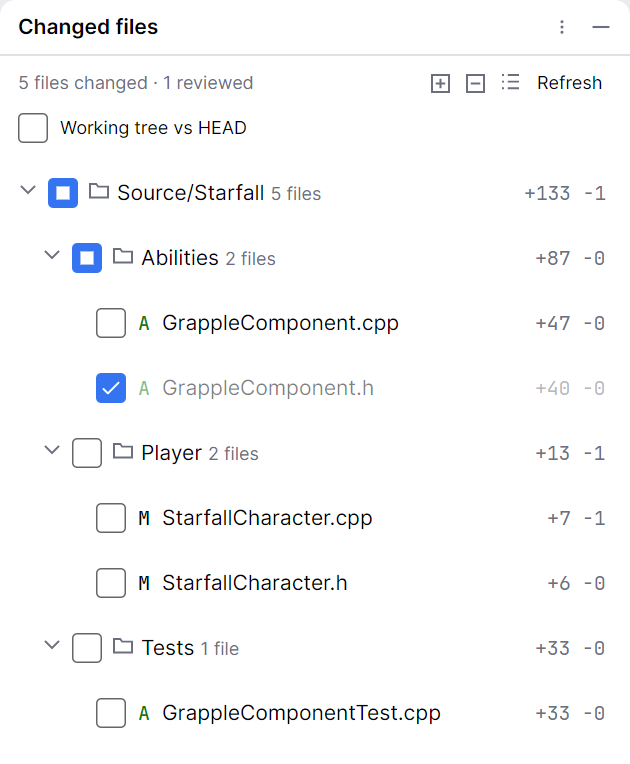 Changed files
5 files changed · 1 reviewed Refresh
Working tree vs HEAD
Source/Starfall 5 files +133 -1
Abilities 2 files +87 -0
A GrappleComponent.cpp +47 -0
A GrappleComponent.h +40 -0
Player 2 files +13 -1
M StarfallCharacter.cpp +7 -1
M StarfallCharacter.h +6 -0
Tests 1 file +33 -0
A GrappleComponentTest.cpp +33 -0